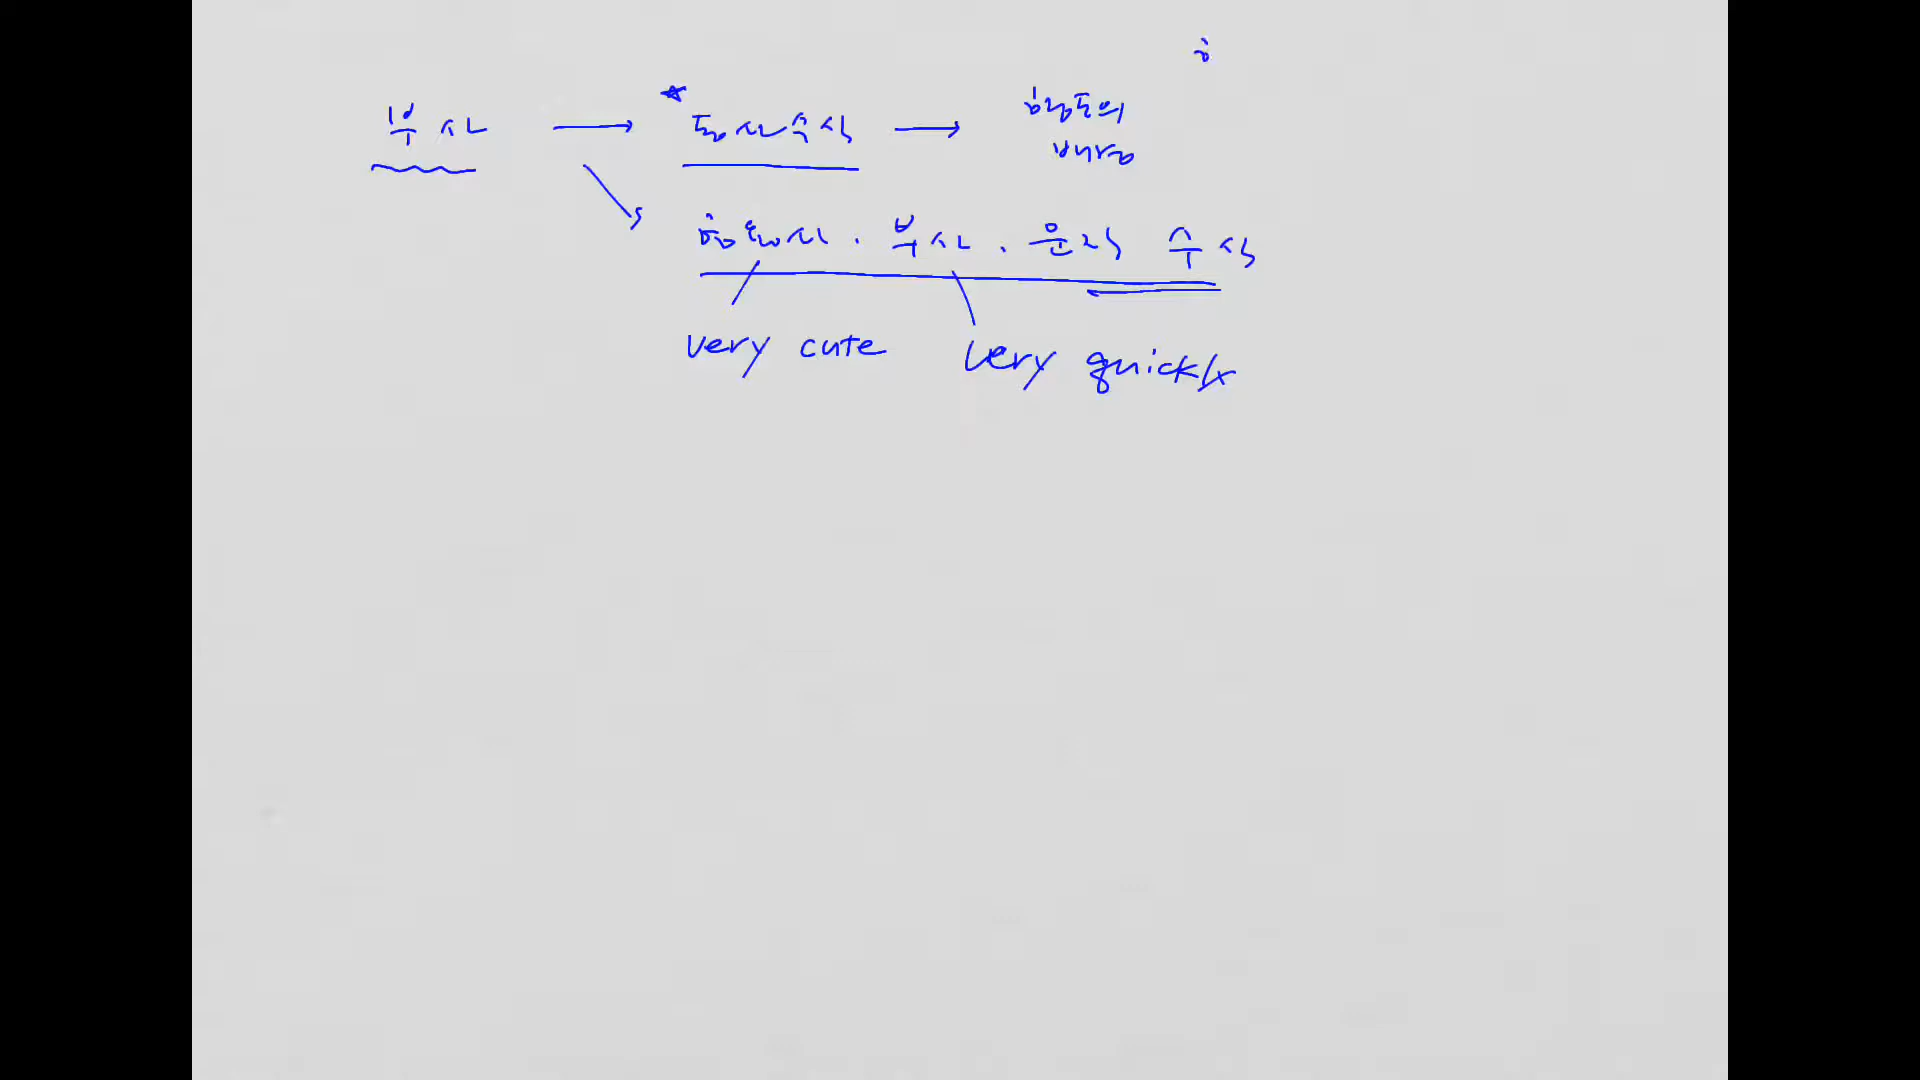 부사 → ★ 동사수식 → 행동의
방향
형용사 . 부사 . 문장 수식
very cute very quickly